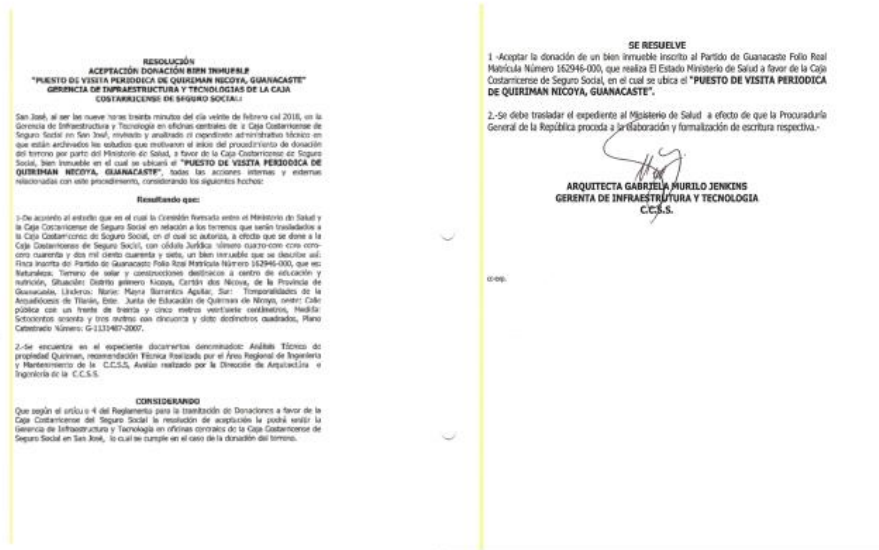 RESOLUCIÓN
ACEPTACIÓN DONACIÓN BIEN INMUEBLE
"PUESTO DE VISITA PERIODICA DE QUIRIMAN NICOYA, GUANACASTE"
GERENCIA DE INFRAESTRUCTURA Y TECNOLOGIAS DE LA CAJA
COSTARRICENSE DE SEGURO SOCIAL:
San José, al ser las nueve horas treinta minutos del día veinte de febrero del 2018, en la
Gerencia de Infraestructura y Tecnología en oficinas centrales de la Caja Costarricense de
Seguro Social en San José, revisado y analizado el expediente administrativo técnico en
que están archivados los estudios que motivaron el inicio del procedimiento de donación
del terreno por parte del Ministerio de Salud, a favor de la Caja Costarricense de Seguro
Social, bien inmueble en el cual se ubicará el "PUESTO DE VISITA PERIODICA DE
QUIRIMAN NICOYA, GUANACASTE", todas las acciones internas y externas
relacionadas con este procedimiento, considerando los siguientes hechos:
Resultando que:
1-De acuerdo al estudio que en el cual la Comisión formada entre el Ministerio de Salud y
la Caja Costarricense de Seguro Social en relación a los terrenos que serán trasladados a
la Caja Costarricense de Seguro Social, en el cual se autoriza, a efecto que se done a la
Caja Costarricense de Seguro Social, con cédula Jurídica número cuatro-cero cero cero-
cero cuarenta y dos mil ciento cuarenta y siete, un bien inmueble que se describe así:
Finca inscrita del Partido de Guanacaste Folio Real Matrícula Número 162946-000, que es:
Naturaleza: Terreno de solar y construcciones destinadas a centro de educación y
nutrición, Situación: Distrito primero Nicoya, Cantón dos Nicoya, de la Provincia de
Guanacaste, Linderos: Norte: Mayra Barrantes Aguilar, Sur: Temporalidades de la
Arquidiócesis de Tilarán, Este: Junta de Educación de Quiriman de Nicoya, oeste: Calle
pública con un frente de treinta y cinco metros veintisiete centímetros, Medida:
Setecientos sesenta y tres metros con cincuenta y siete decímetros cuadrados, Plano
Catastrado Número: G-1131487-2007.
2.-Se encuentra en el expediente documentos denominados: Análisis Técnico de
propiedad Quiriman, recomendación Técnica Realizada por el Área Regional de Ingeniería
y Mantenimiento de la C.C.S.S, Avalúo realizado por la Dirección de Arquitectura e
Ingeniería de la C.C.S.S.
CONSIDERANDO
Que según el artículo 4 del Reglamento para la tramitación de Donaciones a favor de la
Caja Costarricense del Seguro Social la resolución de aceptación la podrá emitir la
Gerencia de Infraestructura y Tecnología en oficinas centrales de la Caja Costarricense de
Seguro Social en San José, lo cual se cumple en el caso de la donación del terreno.
SE RESUELVE
1 -Aceptar la donación de un bien inmueble inscrito al Partido de Guanacaste Folio Real
Matrícula Número 162946-000, que realiza El Estado Ministerio de Salud a favor de la Caja
Costarricense de Seguro Social, en el cual se ubica el "PUESTO DE VISITA PERIODICA
DE QUIRIMAN NICOYA, GUANACASTE".
2.-Se debe trasladar el expediente al Ministerio de Salud a efecto de que la Procuraduría
General de la República proceda a la elaboración y formalización de escritura respectiva.-
ARQUITECTA GABRIELA MURILO JENKINS
GERENTA DE INFRAESTRUTURA Y TECNOLOGIA
C.C.S.S.
cc-exp.